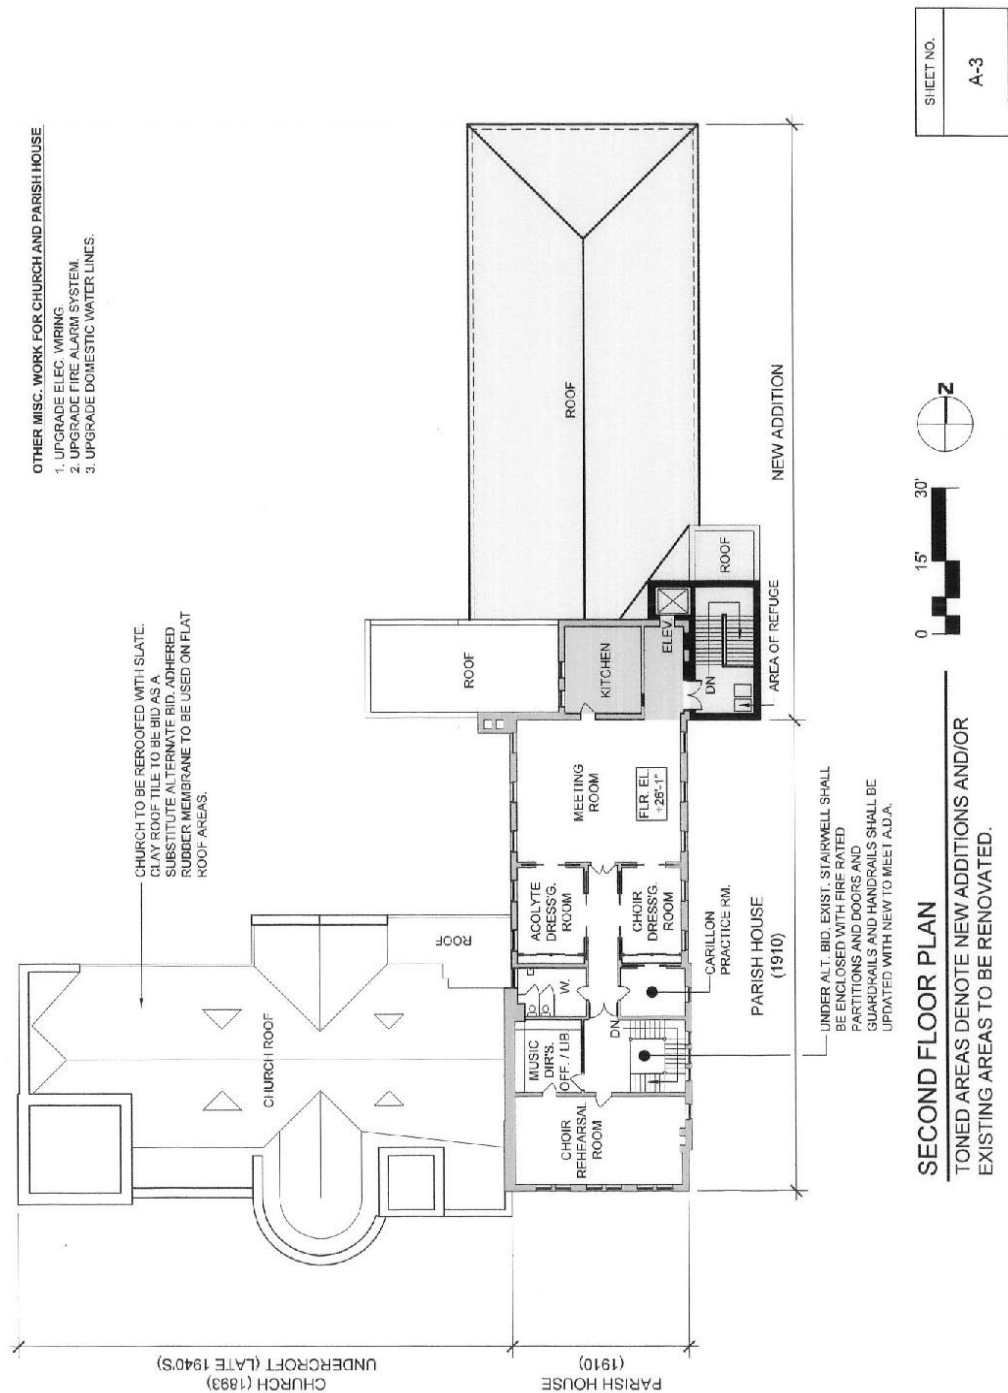 OTHER MISC. WORK FOR CHURCH AND PARISH HOUSE
1. UPGRADE ELEC. WIRING.
2. UPGRADE FIRE ALARM SYSTEM.
3. UPGRADE DOMESTIC WATER LINES.
CHURCH TO BE REROOFED WITH SLATE.
CLAY ROOF TILE TO BE BID AS A
SUBSTITUTE ALTERNATE BID. ADHERED
RUBBER MEMBRANE TO BE USED ON FLAT
ROOF AREAS.
CHURCH (1893)
UNDERCROFT (LATE 1940'S)
CHURCH ROOF
ROOF
ROOF
ROOF
ROOF
PARISH HOUSE
(1910)
CHOIR
REHEARSAL
ROOM
MUSIC
DIR'S.
OFF. / LIB
W.
DN
ACOLYTE
DRESS'G.
ROOM
CHOIR
DRESS'G.
ROOM
MEETING
ROOM
FLR. EL.
+26'-1"
KITCHEN
ELEV.
DN
AREA OF REFUGE
CARILLON
PRACTICE RM.
PARISH HOUSE
(1910)
NEW ADDITION
UNDER ALT. BID, EXIST. STAIRWELL SHALL
BE ENCLOSED WITH FIRE RATED
PARTITIONS AND DOORS AND
GUARDRAILS AND HANDRAILS SHALL BE
UPDATED WITH NEW TO MEET A.D.A.
SECOND FLOOR PLAN
TONED AREAS DENOTE NEW ADDITIONS AND/OR
EXISTING AREAS TO BE RENOVATED.
0 15' 30'
Z
SHEET NO.
A-3